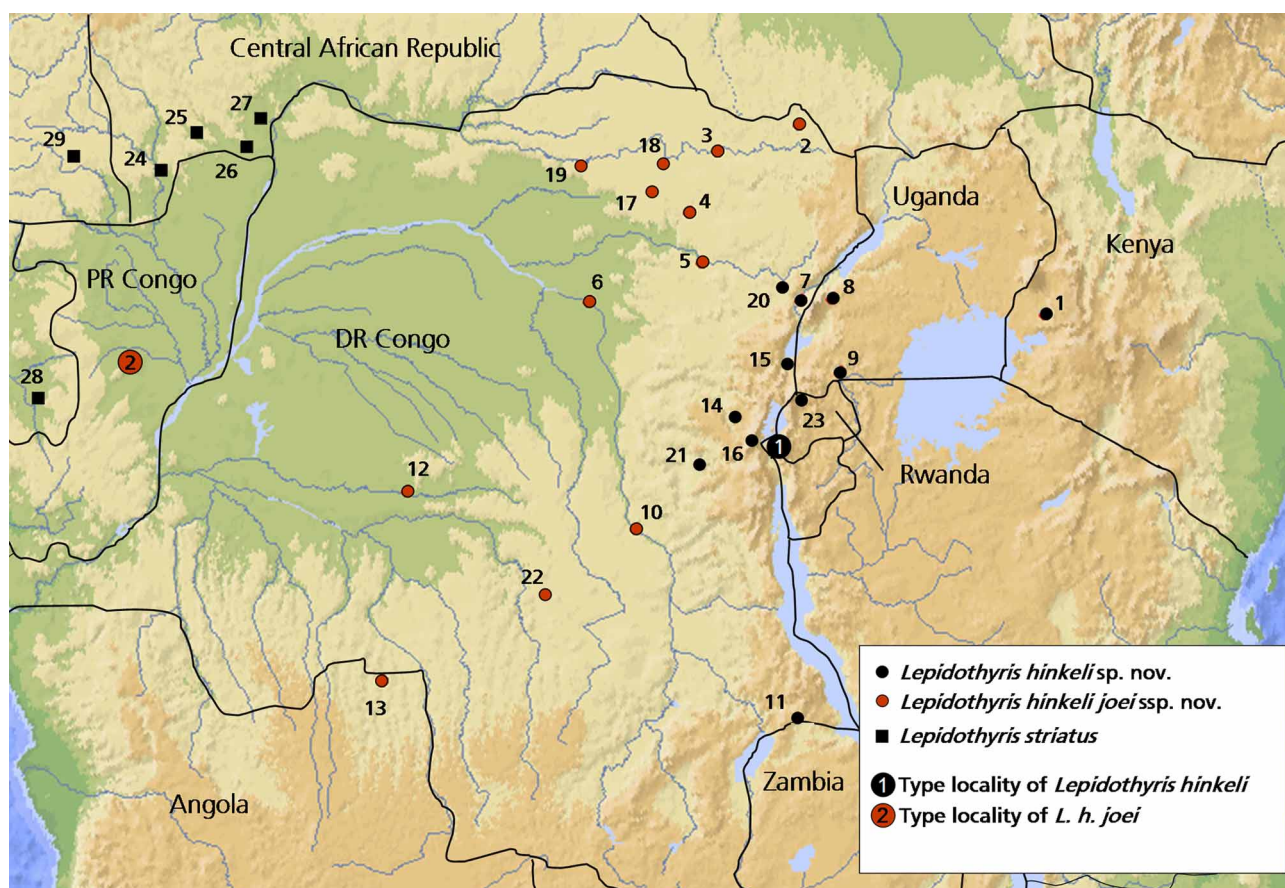 Central African Republic
27
25
29
24
26
2
3
18
19
17
4
Uganda
Kenya
PR Congo
5
6
20
7
8
1
DR Congo
2
28
15
9
14
23
16
1
21
Rwanda
12
10
22
13
11
Zambia
Angola
Lepidothyris hinkeli sp. nov.
Lepidothyris hinkeli joei ssp. nov.
Lepidothyris striatus
1 Type locality of Lepidothyris hinkeli
2 Type locality of L. h. joei